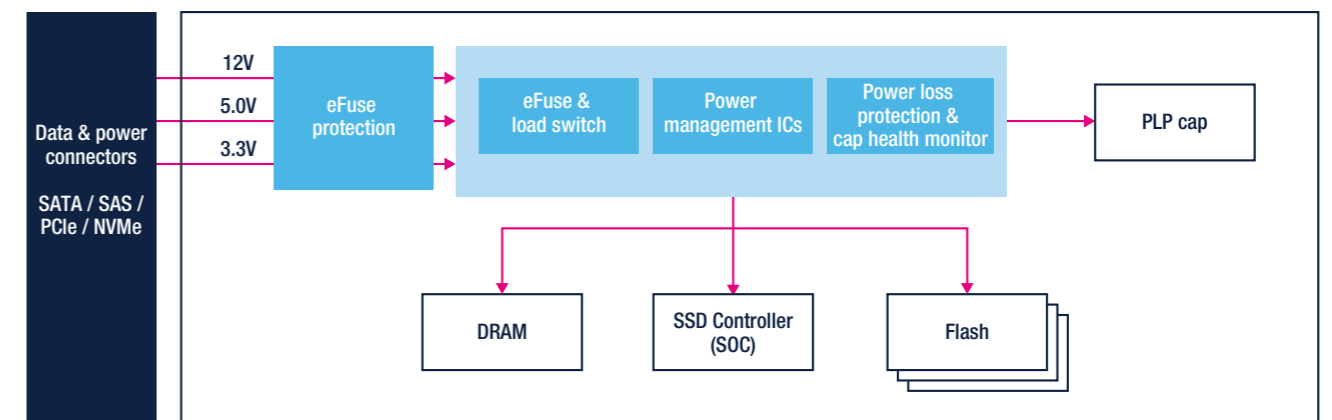 Data & power
connectors
SATA / SAS /
PCIe / NVMe
12V
5.0V
3.3V
eFuse
protection
eFuse &
load switch
Power
management ICs
Power loss
protection &
cap health monitor
PLP cap
DRAM
SSD Controller
(SOC)
Flash